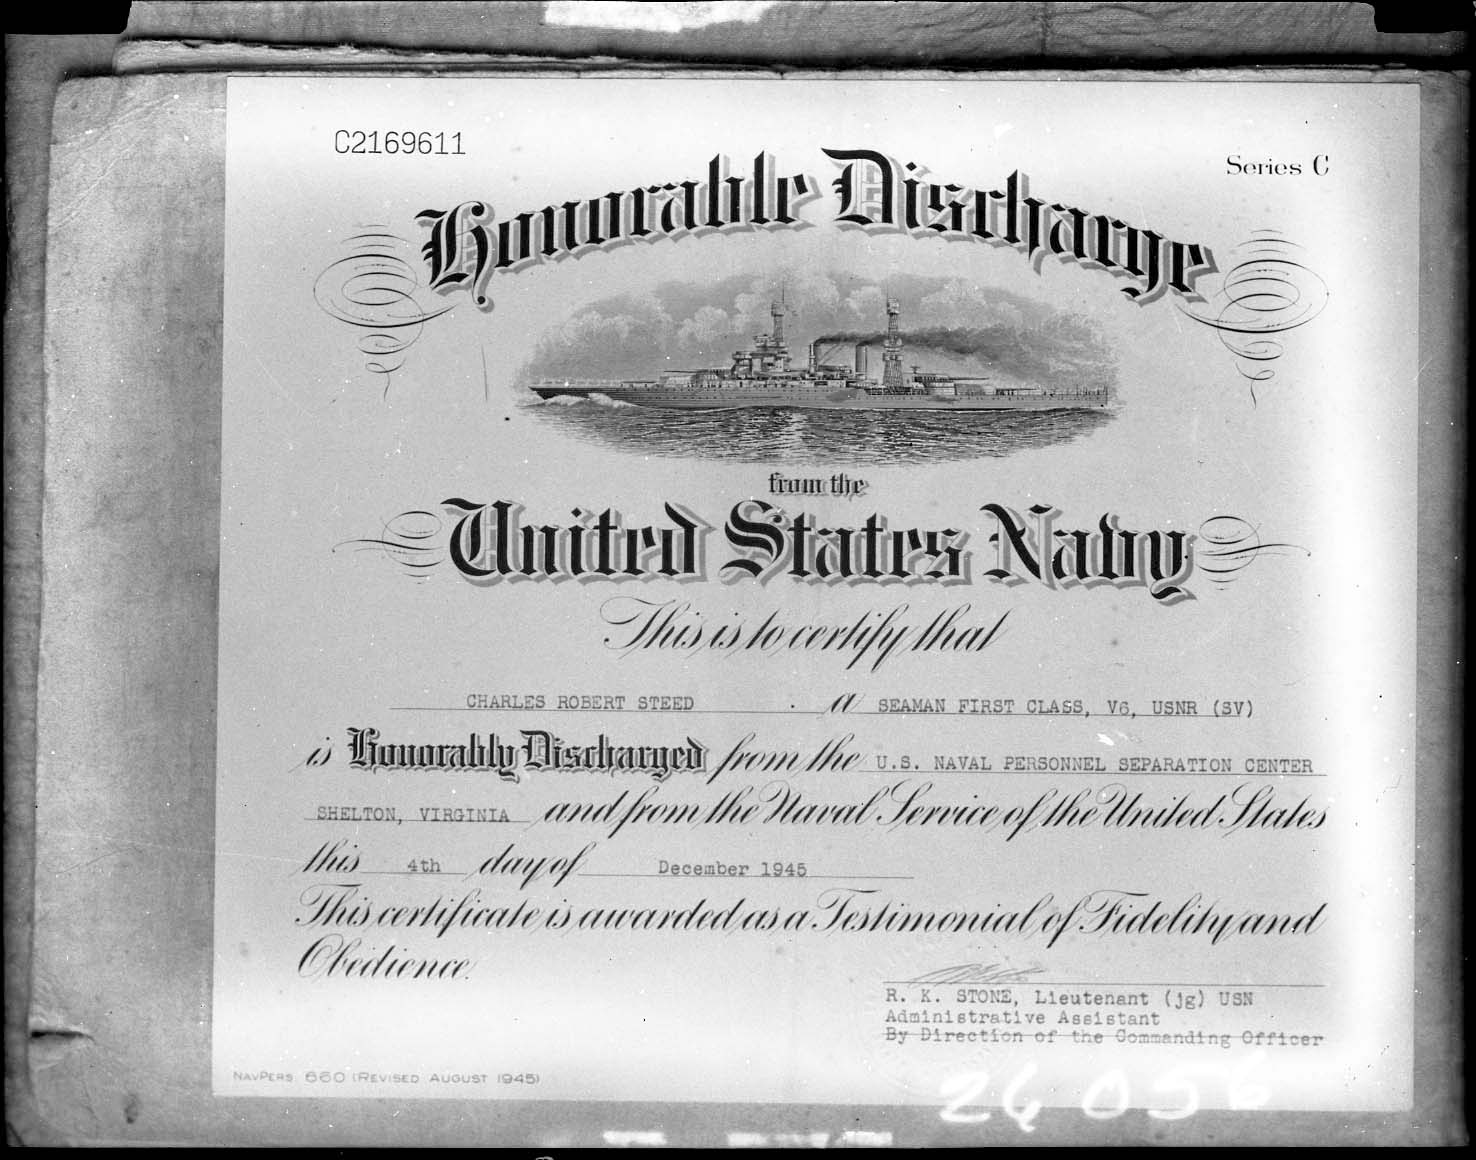 C2169611
Series C
Honorable Discharge
from the
United States Navy
This is to certify that
CHARLES ROBERT STEED a SEAMAN FIRST CLASS, V6, USNR (SV)
is Honorably Discharged from the U.S. NAVAL PERSONNEL SEPARATION CENTER
SHELTON, VIRGINIA and from the Naval Service of the United States
this 4th day of December 1945
This certificate is awarded as a Testimonial of Fidelity and
Obedience.
R. K. STONE, Lieutenant (jg) USN
Administrative Assistant
By Direction of the Commanding Officer
NAVPERS 660 (REVISED AUGUST 1945)
26056